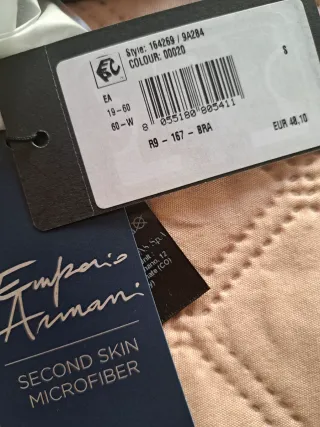 Style: 164269 / 9A284
COLOUR: 00020
S
EA
19-60
60-W
8 055180 805411
R9 - 167 - BRA
EUR 48,10
Emporio
Armani
SECOND SKIN
MICROFIBER